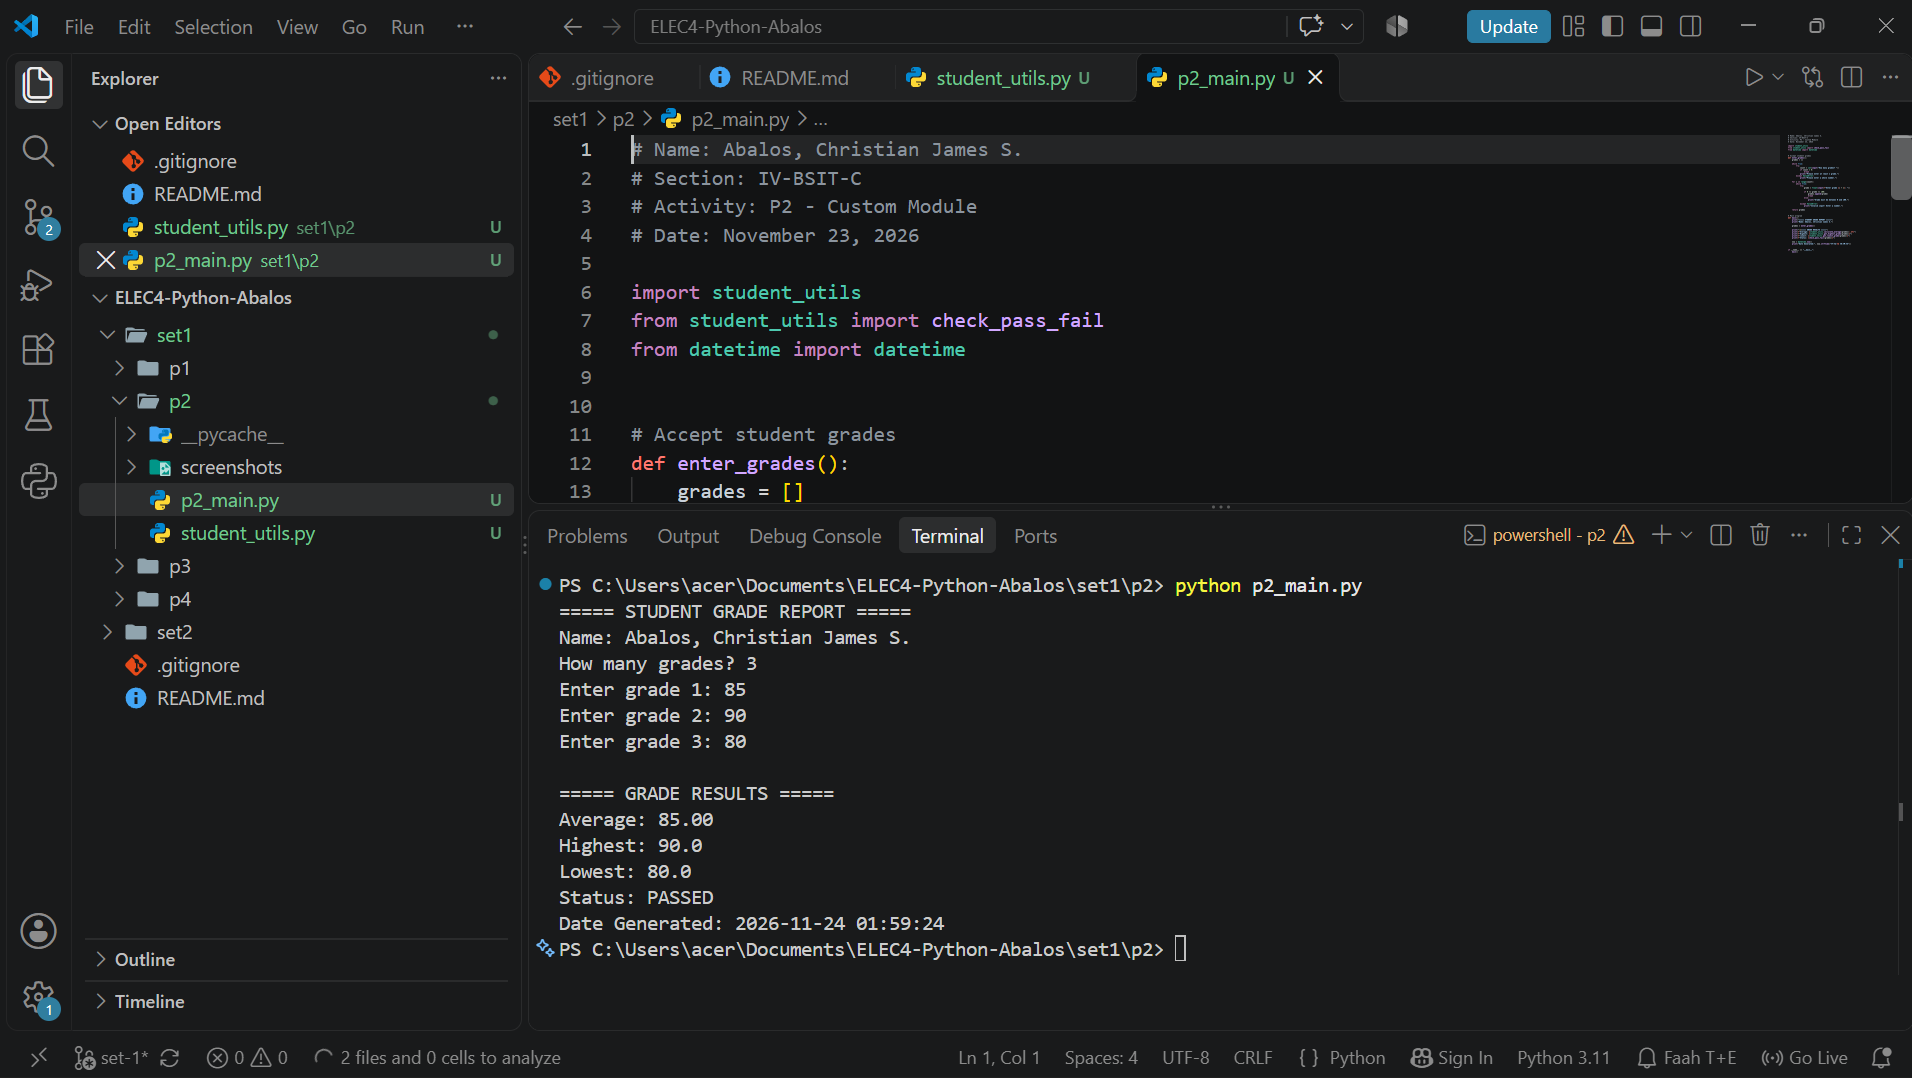 File Edit Selection View Go Run ···
ELEC4-Python-Abalos
Update
Explorer
Open Editors
.gitignore
README.md
student_utils.py set1\p2 U
p2_main.py set1\p2 U
ELEC4-Python-Abalos
set1
p1
p2
__pycache__
screenshots
p2_main.py U
student_utils.py U
p3
p4
set2
.gitignore
README.md
Outline
Timeline
2
1
.gitignore README.md student_utils.py U p2_main.py U
set1 > p2 > p2_main.py > ...
1 # Name: Abalos, Christian James S.
2 # Section: IV-BSIT-C
3 # Activity: P2 - Custom Module
4 # Date: November 23, 2026
5
6 import student_utils
7 from student_utils import check_pass_fail
8 from datetime import datetime
9
10
11 # Accept student grades
12 def enter_grades():
13 grades = []
Problems Output Debug Console Terminal Ports
powershell - p2
PS C:\Users\acer\Documents\ELEC4-Python-Abalos\set1\p2> python p2_main.py
===== STUDENT GRADE REPORT =====
Name: Abalos, Christian James S.
How many grades? 3
Enter grade 1: 85
Enter grade 2: 90
Enter grade 3: 80
===== GRADE RESULTS =====
Average: 85.00
Highest: 90.0
Lowest: 80.0
Status: PASSED
Date Generated: 2026-11-24 01:59:24
PS C:\Users\acer\Documents\ELEC4-Python-Abalos\set1\p2>
set-1* 0 0 2 files and 0 cells to analyze Ln 1, Col 1 Spaces: 4 UTF-8 CRLF { } Python Sign In Python 3.11 Faah T+E Go Live